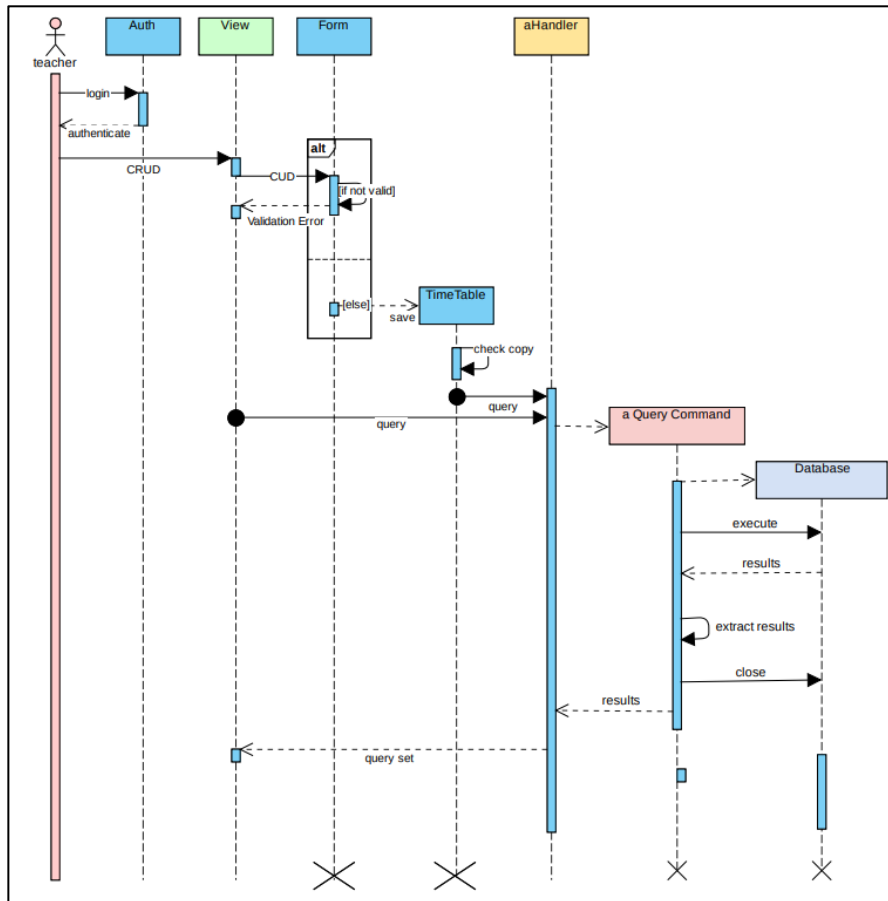 Auth
View
Form
aHandler
teacher
login
authenticate
alt
CRUD
CUD
[if not valid]
Validation Error
TimeTable
[else]
save
check copy
query
query
a Query Command
Database
execute
results
extract results
close
results
query set